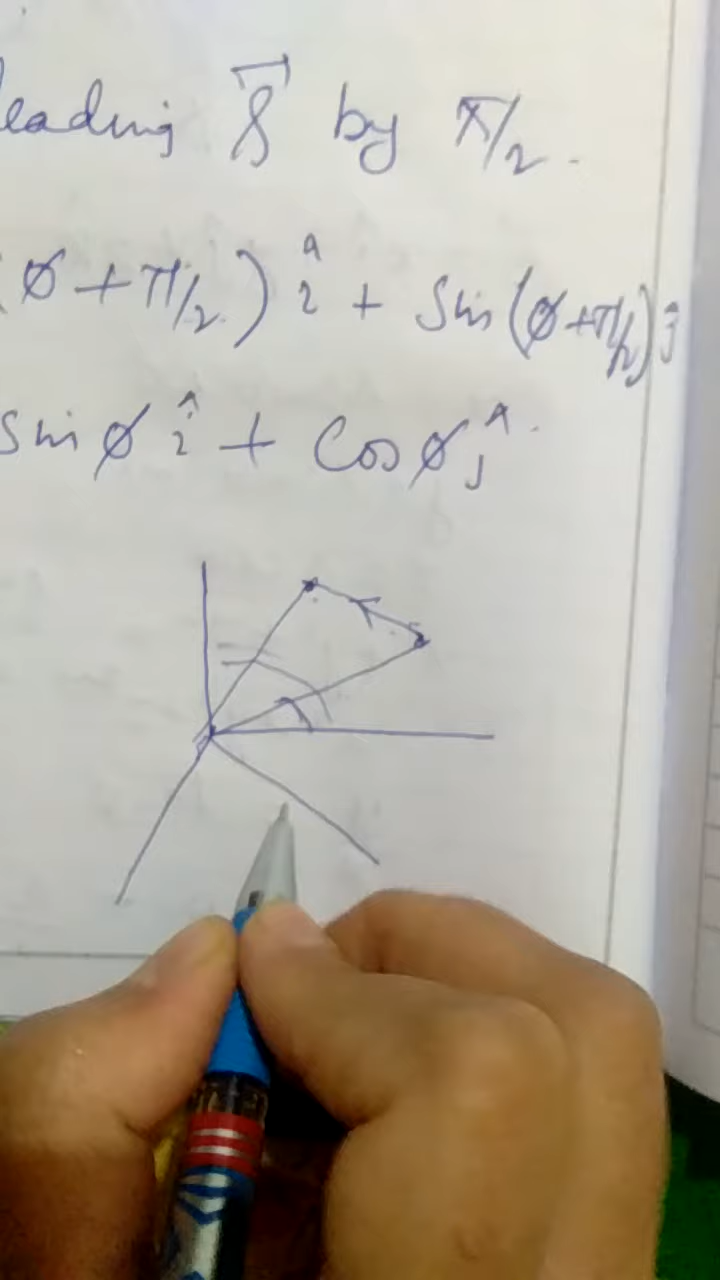 leading S⃗ by π/2.
(ϕ+π/2) î + Sin(ϕ+π/2) ĵ
Sin ϕ î + Cos ϕ ĵ.